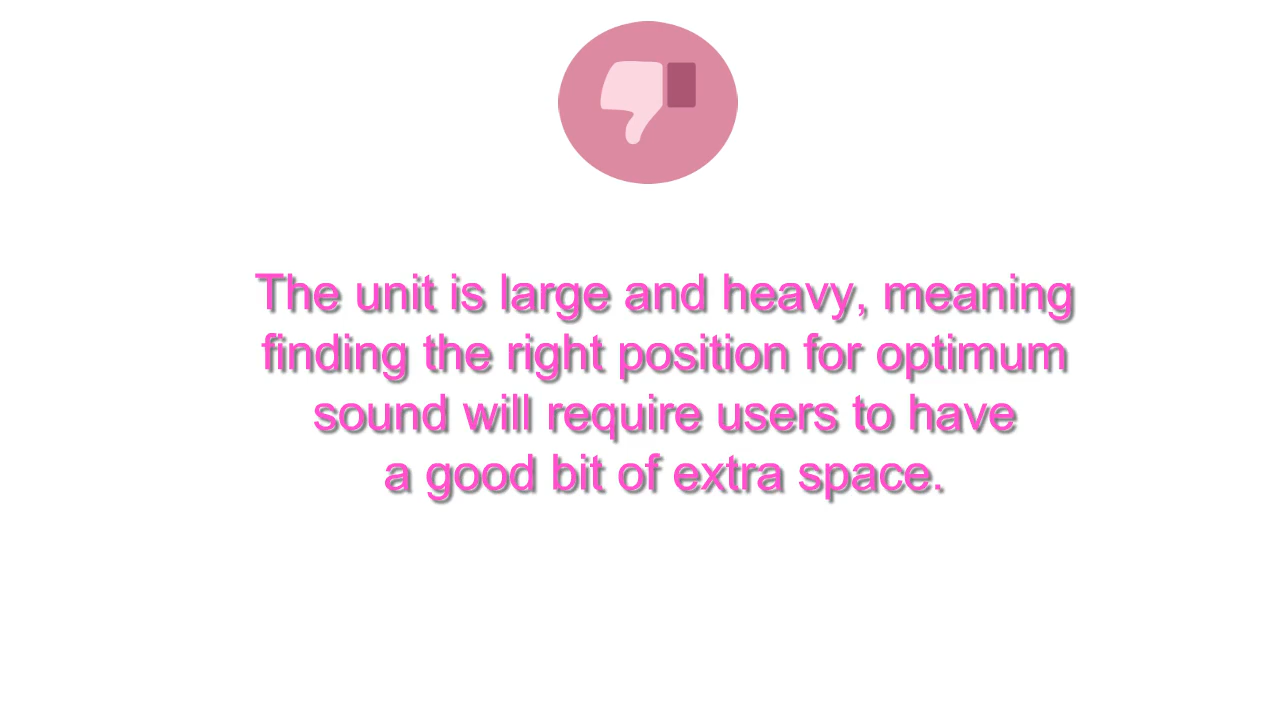 The unit is large and heavy, meaning
finding the right position for optimum
sound will require users to have
a good bit of extra space.